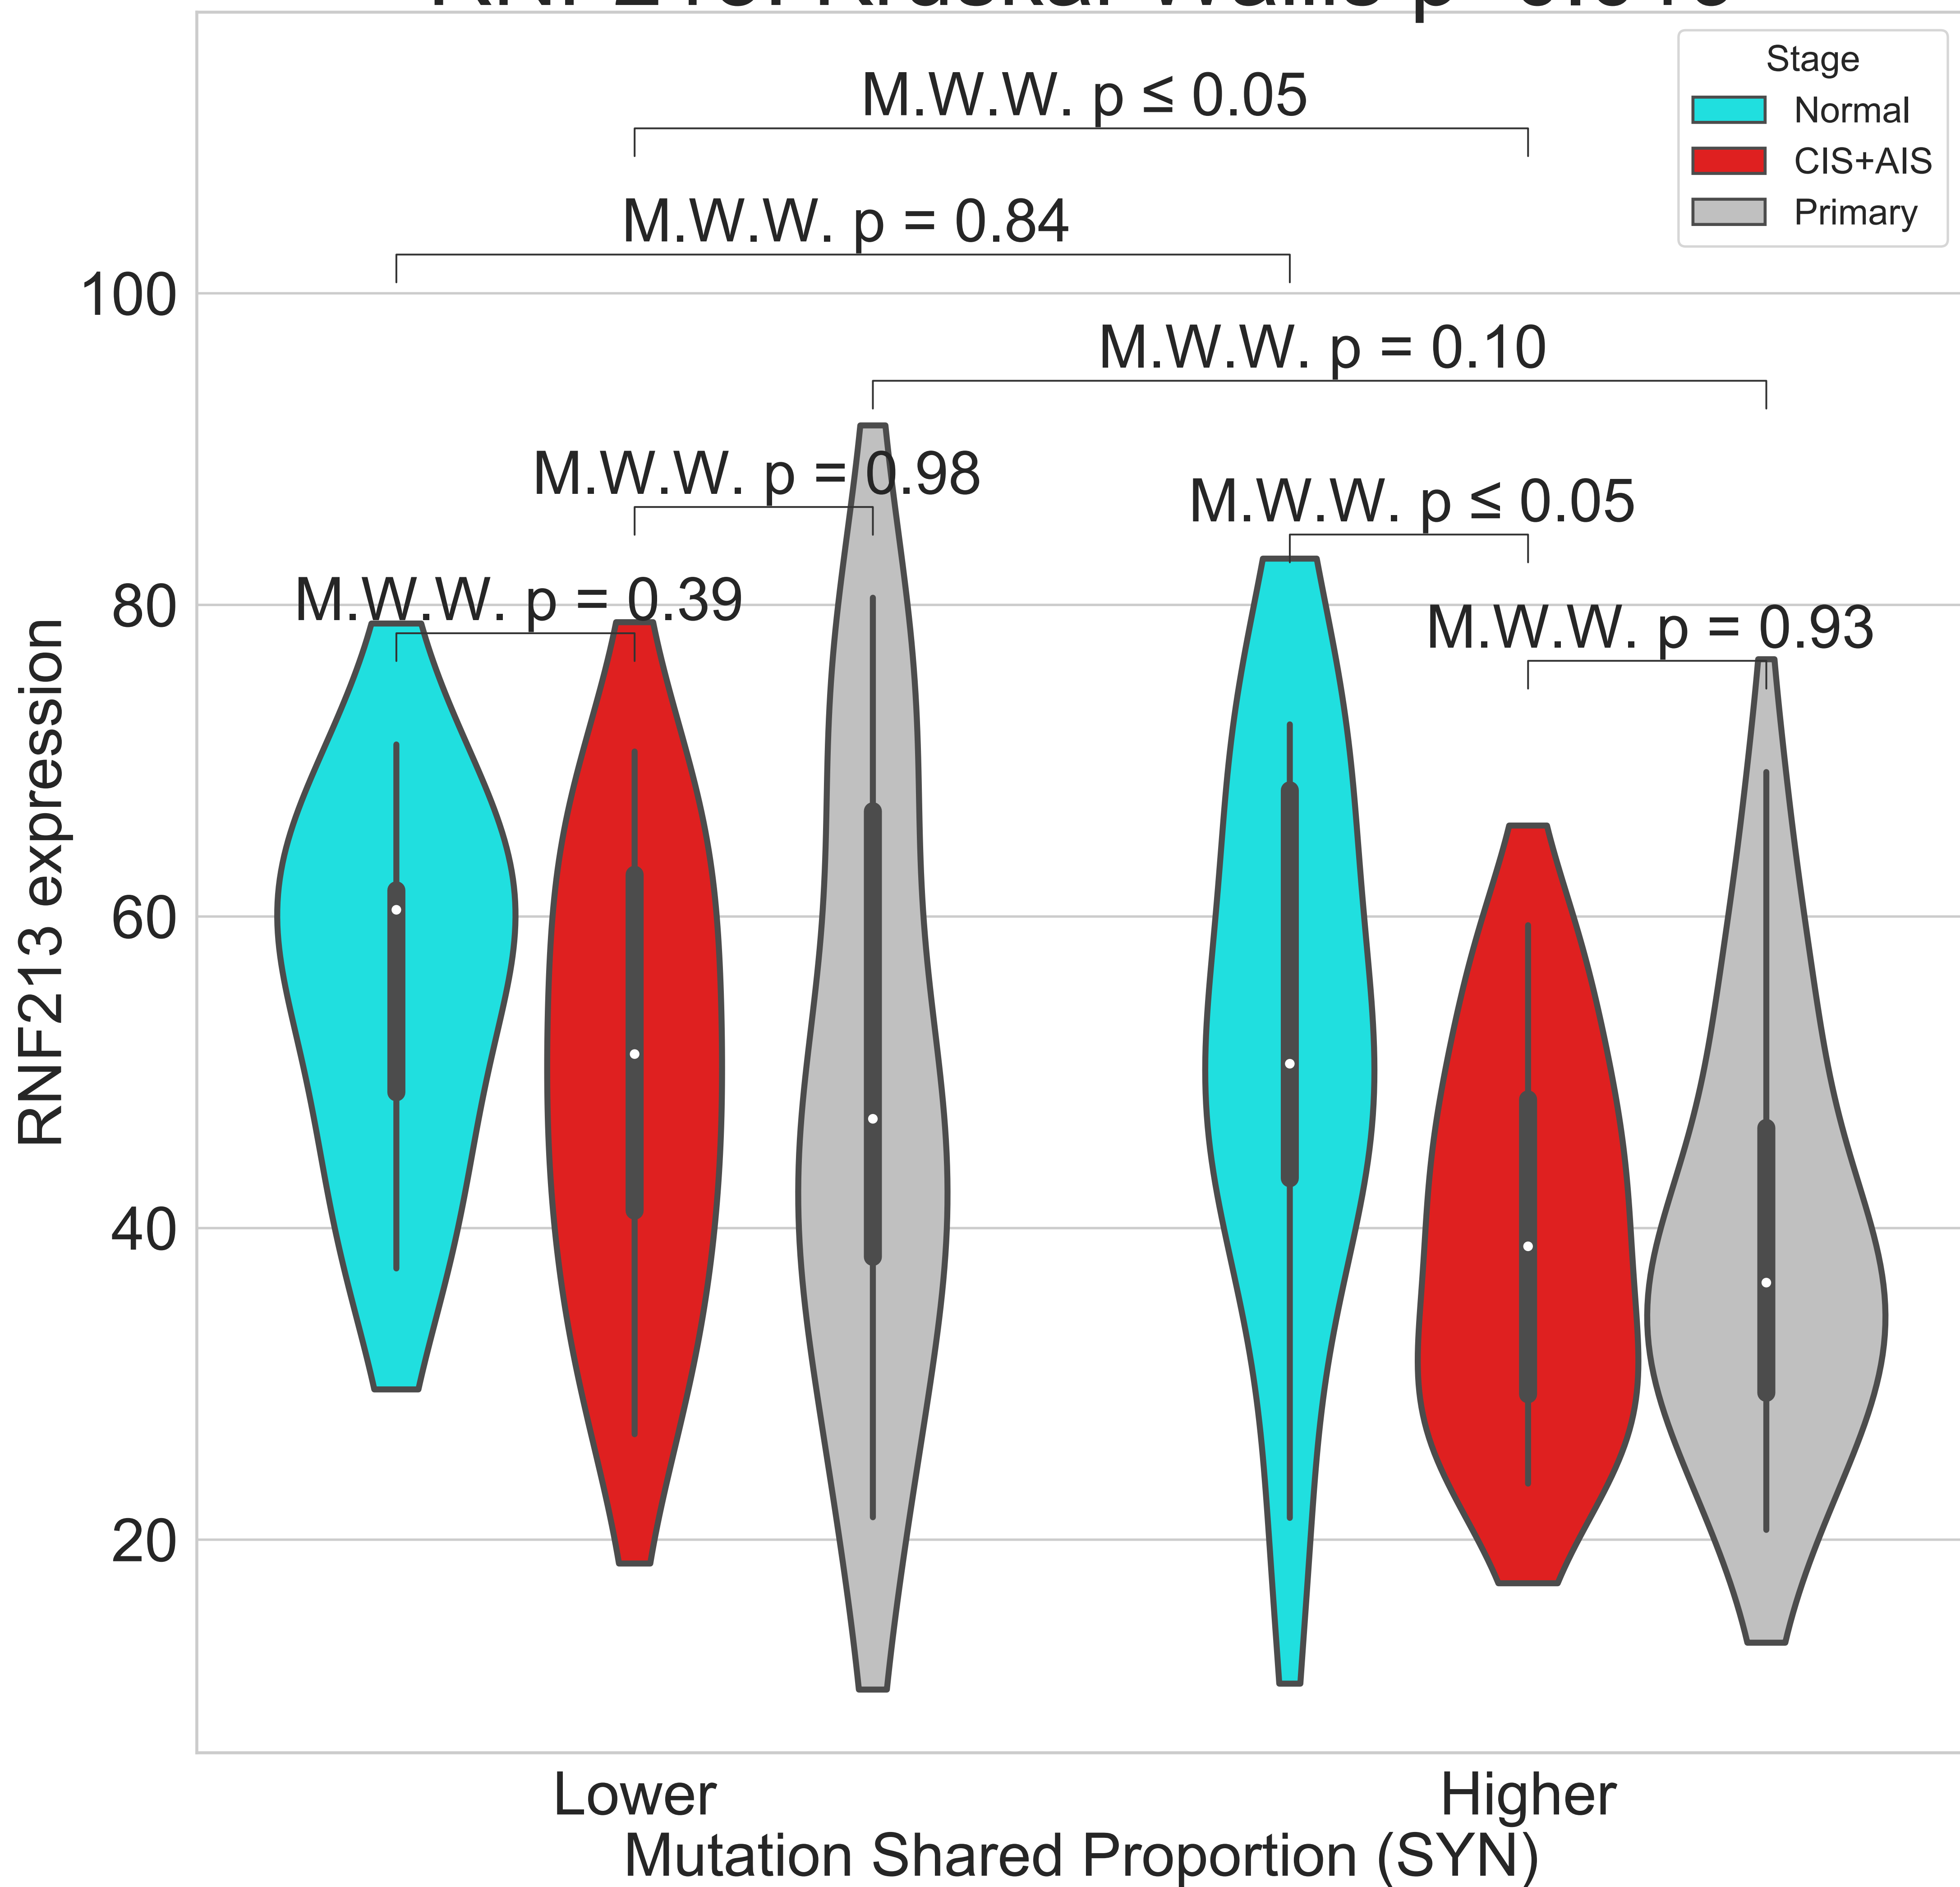 Stage
Normal
CIS+AIS
Primary
M.W.W. p ≤ 0.05
M.W.W. p = 0.84
M.W.W. p = 0.10
M.W.W. p = 0.98
M.W.W. p ≤ 0.05
M.W.W. p = 0.39
M.W.W. p = 0.93
100
80
60
40
20
RNF213 expression
Lower
Higher
Mutation Shared Proportion (SYN)